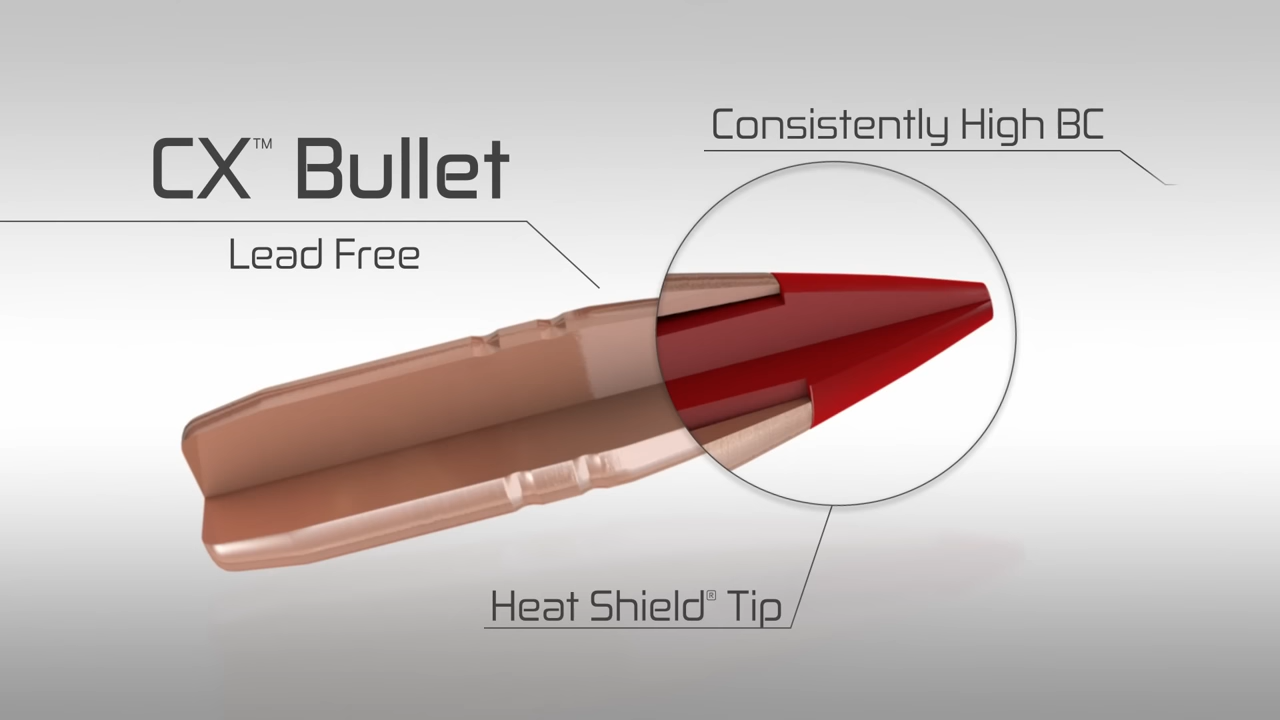 CX™ Bullet
Lead Free
Consistently High BC
Heat Shield® Tip